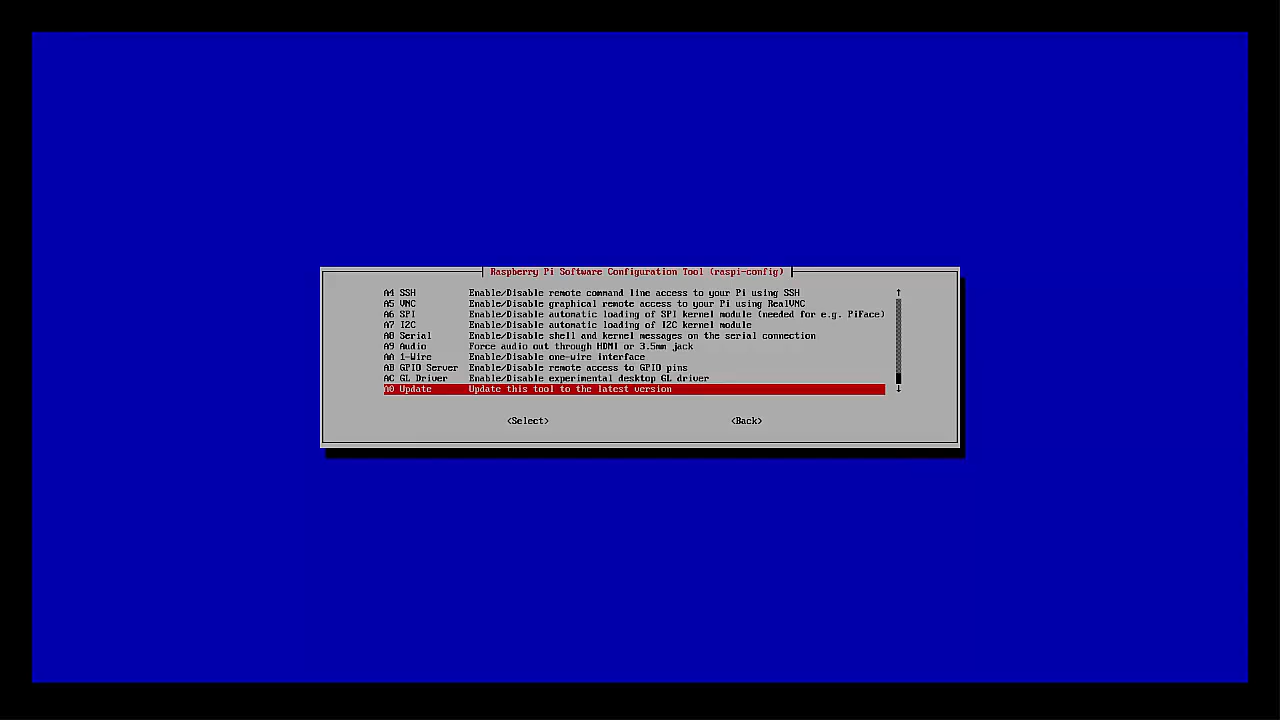 Raspberry Pi Software Configuration Tool (raspi-config)
A4 SSH Enable/Disable remote command line access to your Pi using SSH
A5 VNC Enable/Disable graphical remote access to your Pi using RealVNC
A6 SPI Enable/Disable automatic loading of SPI kernel module (needed for e.g. PiFace)
A7 I2C Enable/Disable automatic loading of I2C kernel module
A8 Serial Enable/Disable shell and kernel messages on the serial connection
A9 Audio Force audio out through HDMI or 3.5mm jack
AA 1-Wire Enable/Disable one-wire interface
AB GPIO Server Enable/Disable remote access to GPIO pins
AC GL Driver Enable/Disable experimental desktop GL driver
A0 Update Update this tool to the latest version
<Select> <Back>